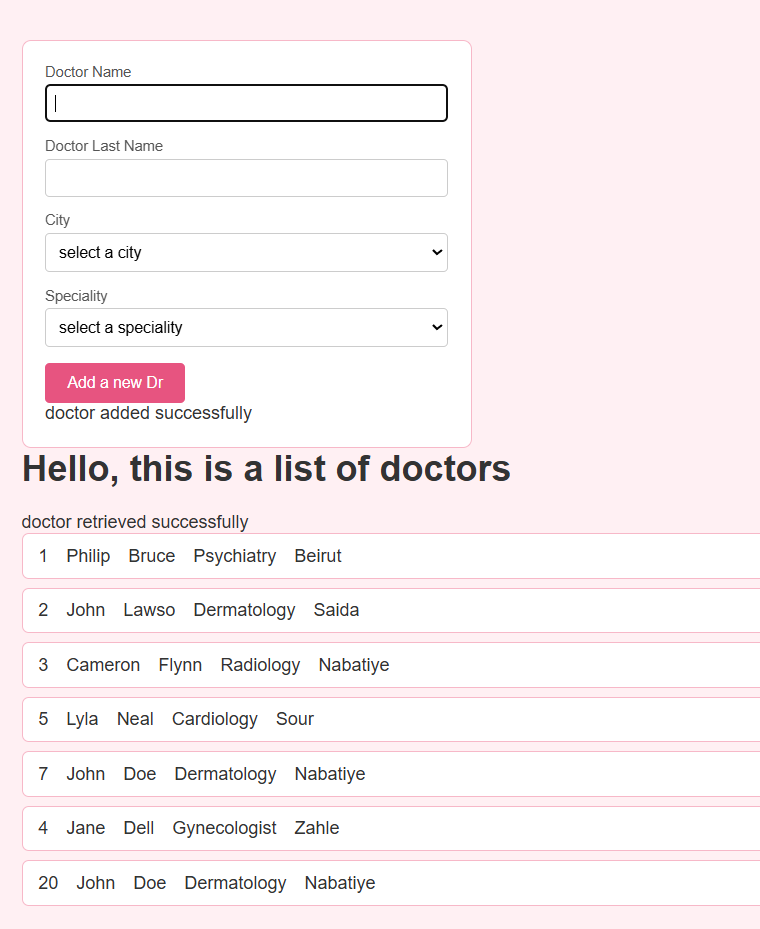 Doctor Name
Doctor Last Name
City
select a city
Speciality
select a speciality
Add a new Dr
doctor added successfully
Hello, this is a list of doctors
doctor retrieved successfully
1 Philip Bruce Psychiatry Beirut
2 John Lawso Dermatology Saida
3 Cameron Flynn Radiology Nabatiye
5 Lyla Neal Cardiology Sour
7 John Doe Dermatology Nabatiye
4 Jane Dell Gynecologist Zahle
20 John Doe Dermatology Nabatiye